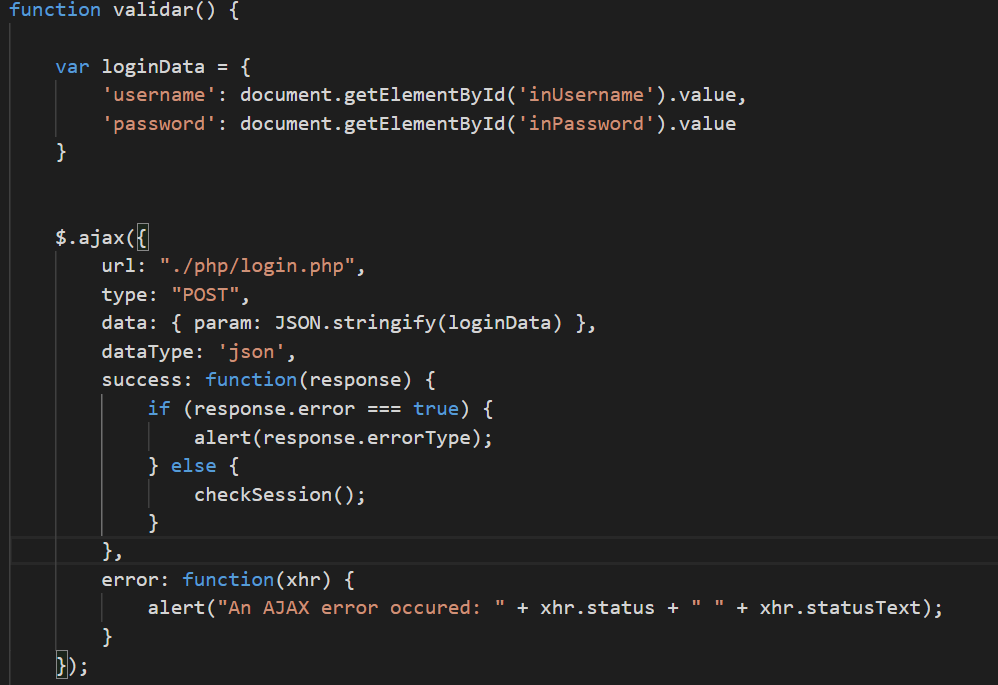 function validar() {
var loginData = {
'username': document.getElementById('inUsername').value,
'password': document.getElementById('inPassword').value
}
$.ajax({
url: "./php/login.php",
type: "POST",
data: { param: JSON.stringify(loginData) },
dataType: 'json',
success: function(response) {
if (response.error === true) {
alert(response.errorType);
} else {
checkSession();
}
},
error: function(xhr) {
alert("An AJAX error occured: " + xhr.status + " " + xhr.statusText);
}
});